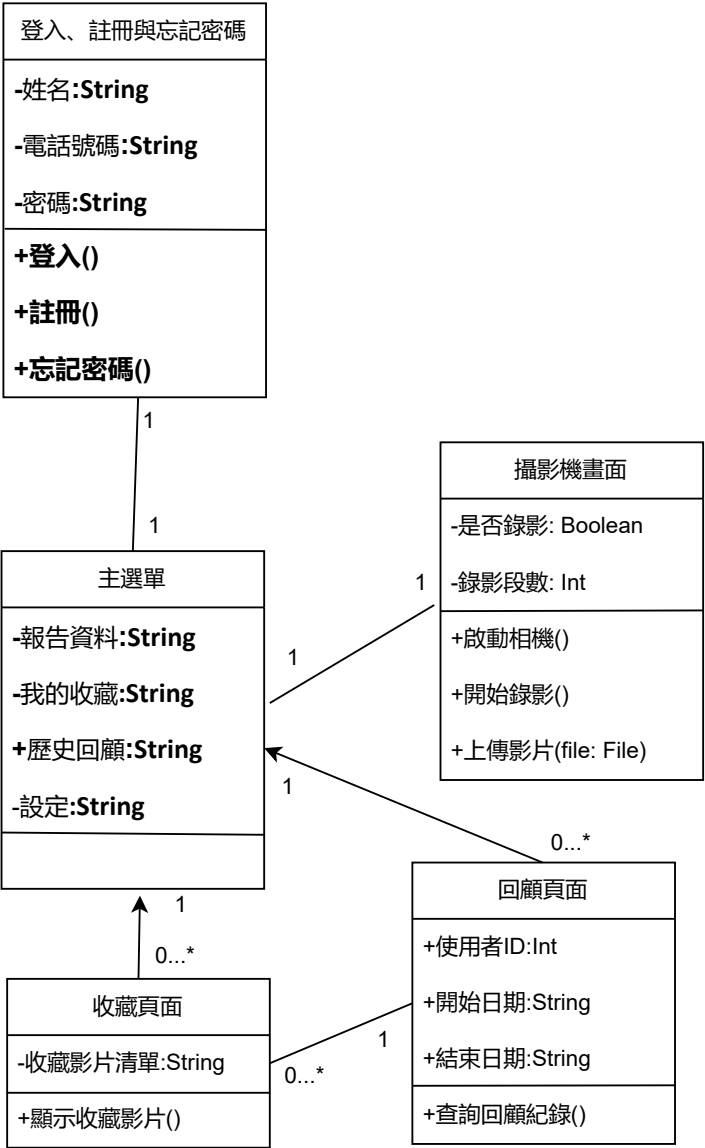 登入、註冊與忘記密碼
-姓名:String
-電話號碼:String
-密碼:String
+登入()
+註冊()
+忘記密碼()
1
1
主選單
-報告資料:String
-我的收藏:String
+歷史回顧:String
-設定:String
1
1
攝影機畫面
-是否錄影: Boolean
-錄影段數: Int
+啟動相機()
+開始錄影()
+上傳影片(file: File)
1
0...*
1
0...*
收藏頁面
-收藏影片清單:String
+顯示收藏影片()
0...*
1
回顧頁面
+使用者ID:Int
+開始日期:String
+結束日期:String
+查詢回顧紀錄()